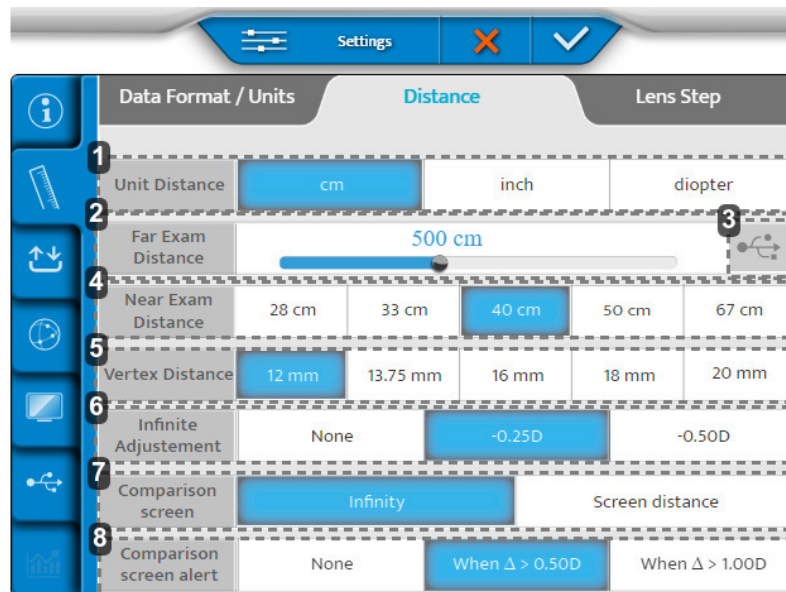 Settings
Data Format / Units
Distance
Lens Step
1
Unit Distance
cm
inch
diopter
2
3
Far Exam
Distance
500 cm
4
Near Exam
Distance
28 cm
33 cm
40 cm
50 cm
67 cm
5
Vertex Distance
12 mm
13.75 mm
16 mm
18 mm
20 mm
6
Infinite
Adjustement
None
-0.25D
-0.50D
7
Comparison
screen
Infinity
Screen distance
8
Comparison
screen alert
None
When Δ > 0.50D
When Δ > 1.00D